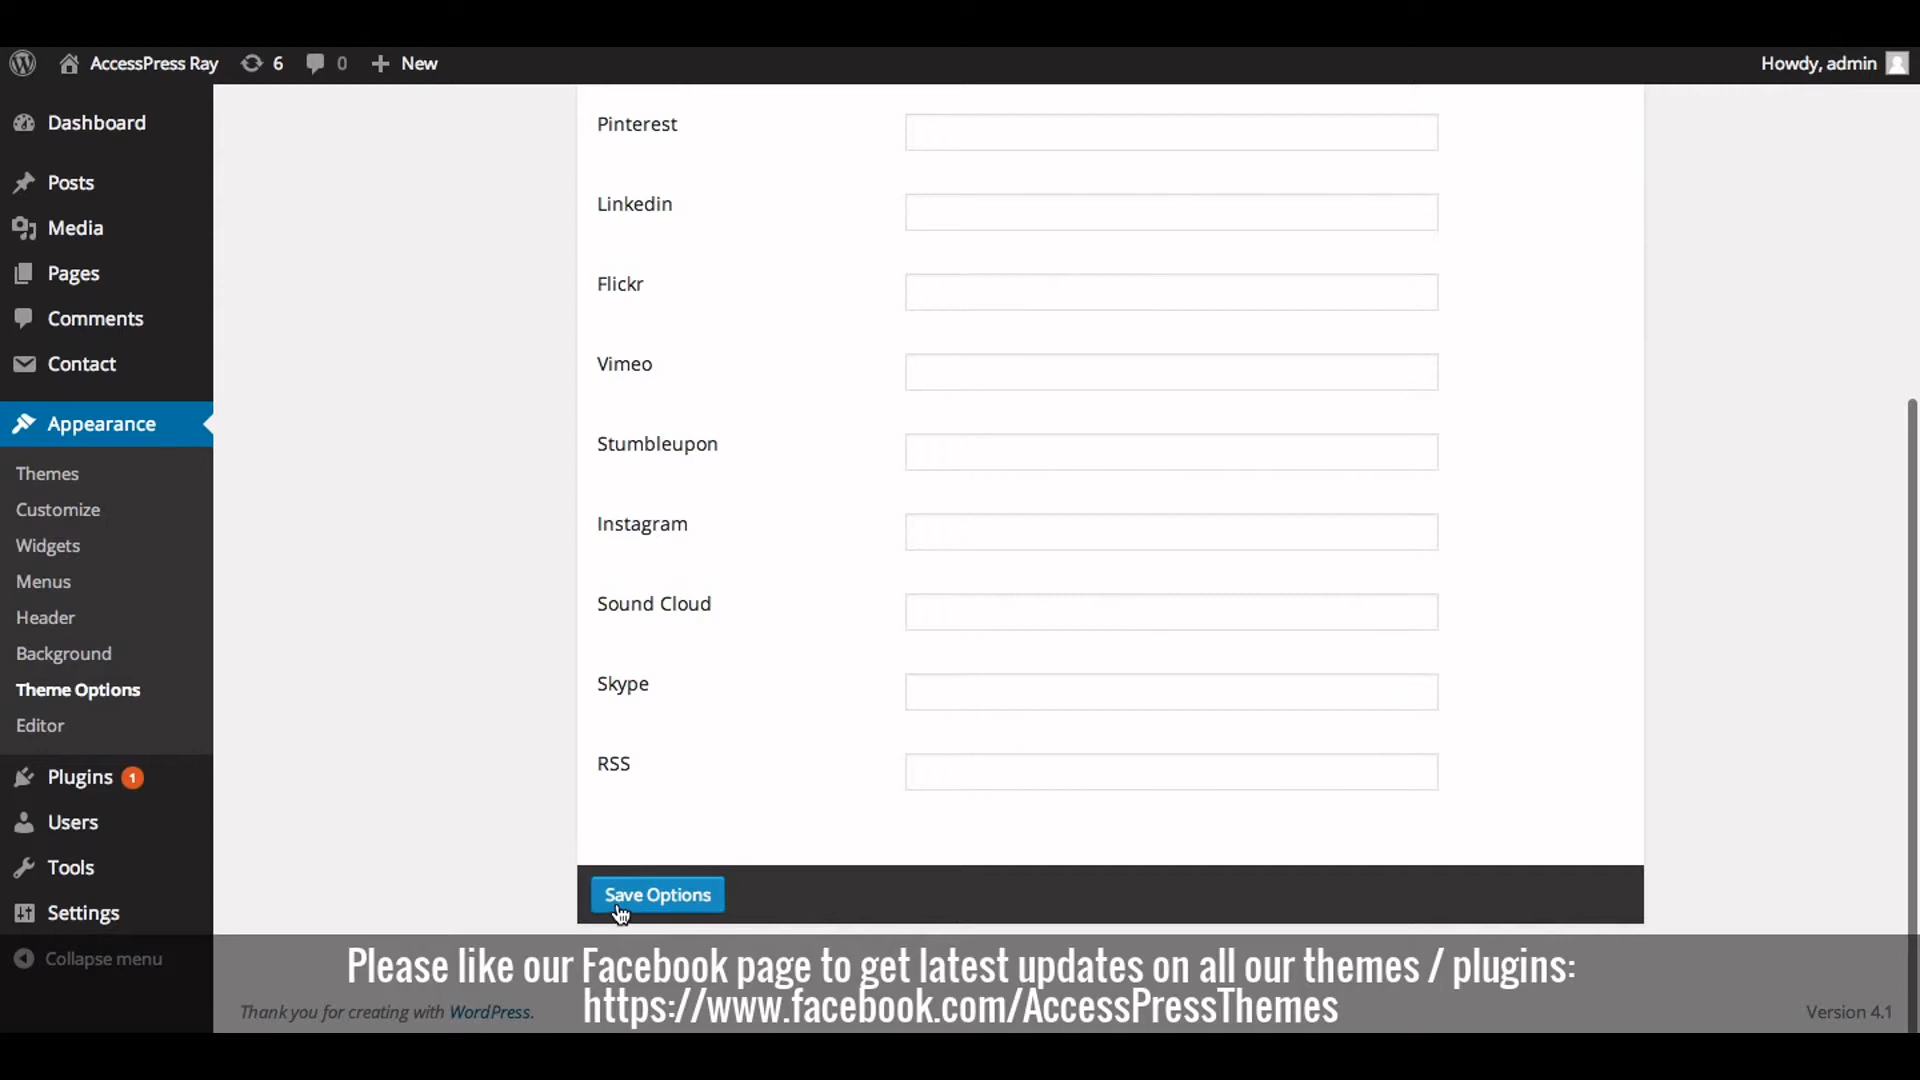 AccessPress Ray 6 0 New Howdy, admin
Dashboard
Posts
Media
Pages
Comments
Contact
Appearance
Themes
Customize
Widgets
Menus
Header
Background
Theme Options
Editor
Plugins 1
Users
Tools
Settings
Collapse menu
Pinterest
Linkedin
Flickr
Vimeo
Stumbleupon
Instagram
Sound Cloud
Skype
RSS
Save Options
Please like our Facebook page to get latest updates on all our themes / plugins:
https://www.facebook.com/AccessPressThemes
Thank you for creating with WordPress.
Version 4.1